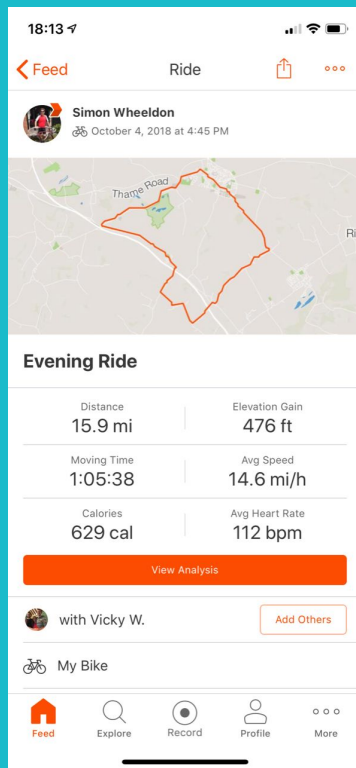 18:13
Feed
Ride
Simon Wheeldon
October 4, 2018 at 4:45 PM
Thame Road
Ri
Evening Ride
Distance
Elevation Gain
15.9 mi
476 ft
Moving Time
Avg Speed
1:05:38
14.6 mi/h
Calories
Avg Heart Rate
629 cal
112 bpm
View Analysis
with Vicky W.
Add Others
My Bike
Feed
Explore
Record
Profile
More